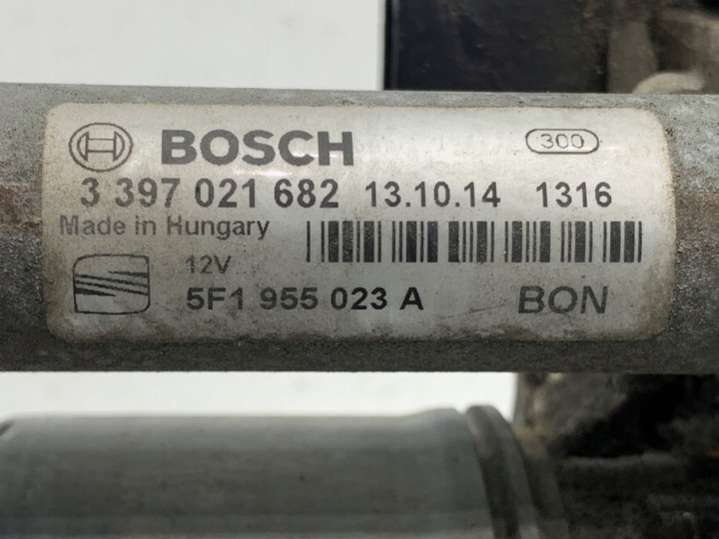 BOSCH 300
3 397 021 682 13.10.14 1316
Made in Hungary
12V
5F1 955 023 A BON